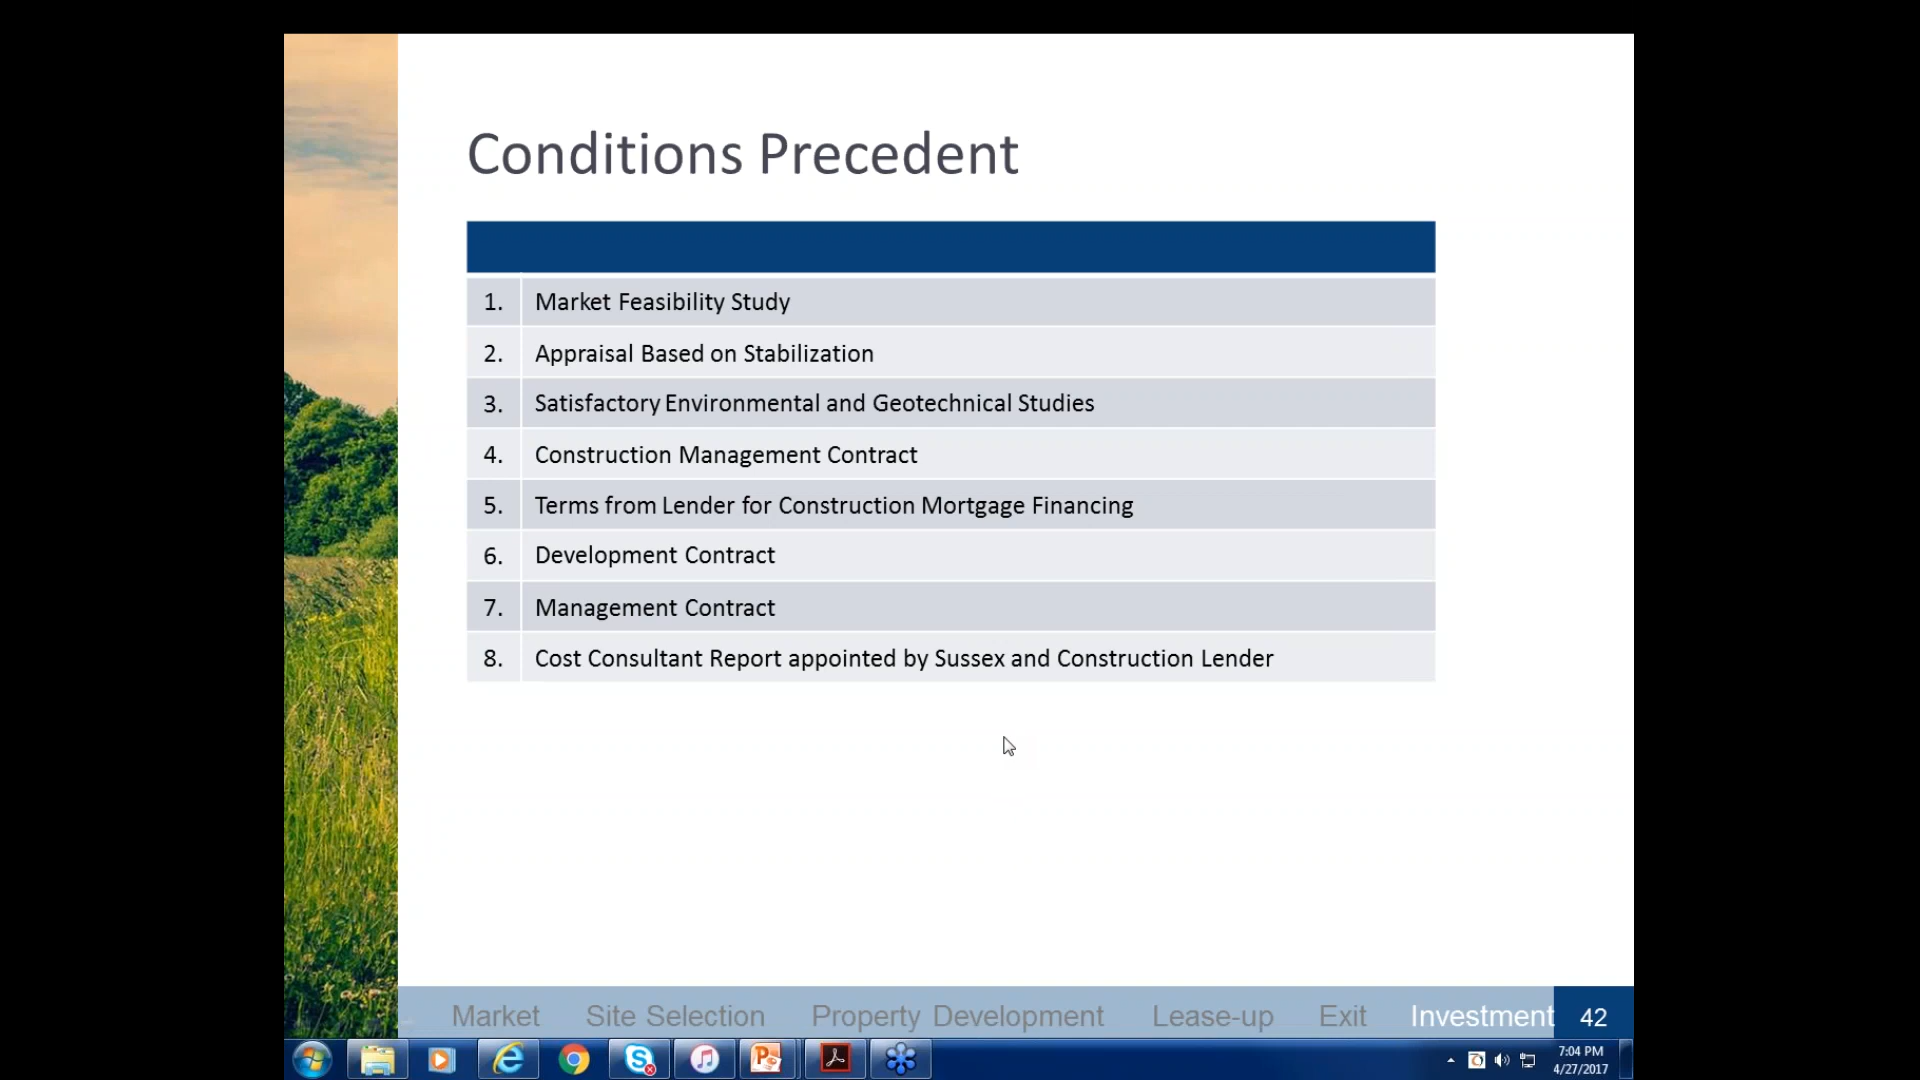 Conditions Precedent
1. Market Feasibility Study
2. Appraisal Based on Stabilization
3. Satisfactory Environmental and Geotechnical Studies
4. Construction Management Contract
5. Terms from Lender for Construction Mortgage Financing
6. Development Contract
7. Management Contract
8. Cost Consultant Report appointed by Sussex and Construction Lender
Market Site Selection Property Development Lease-up Exit Investment 42
7:04 PM
4/27/2017